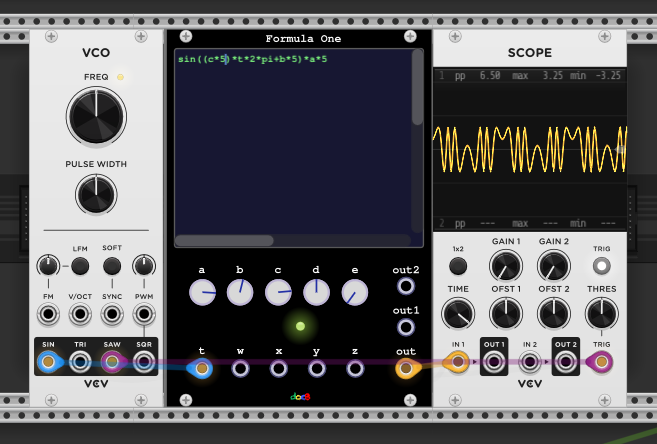 VCO
FREQ
PULSE WIDTH
LFM
SOFT
FM
V/OCT
SYNC
PWM
SIN
TRI
SAW
SQR
VCV
Formula One
sin((c*5)*t*2*pi+b*5)*a*5
a b c d e out2
out1
t w x y z out
docB
SCOPE
1 pp 6.50 max 3.25 min -3.25
2 pp --- max --- min ---
1x2
GAIN 1
GAIN 2
TRIG
TIME
OFST 1
OFST 2
THRES
IN 1
OUT 1
IN 2
OUT 2
TRIG
VCV